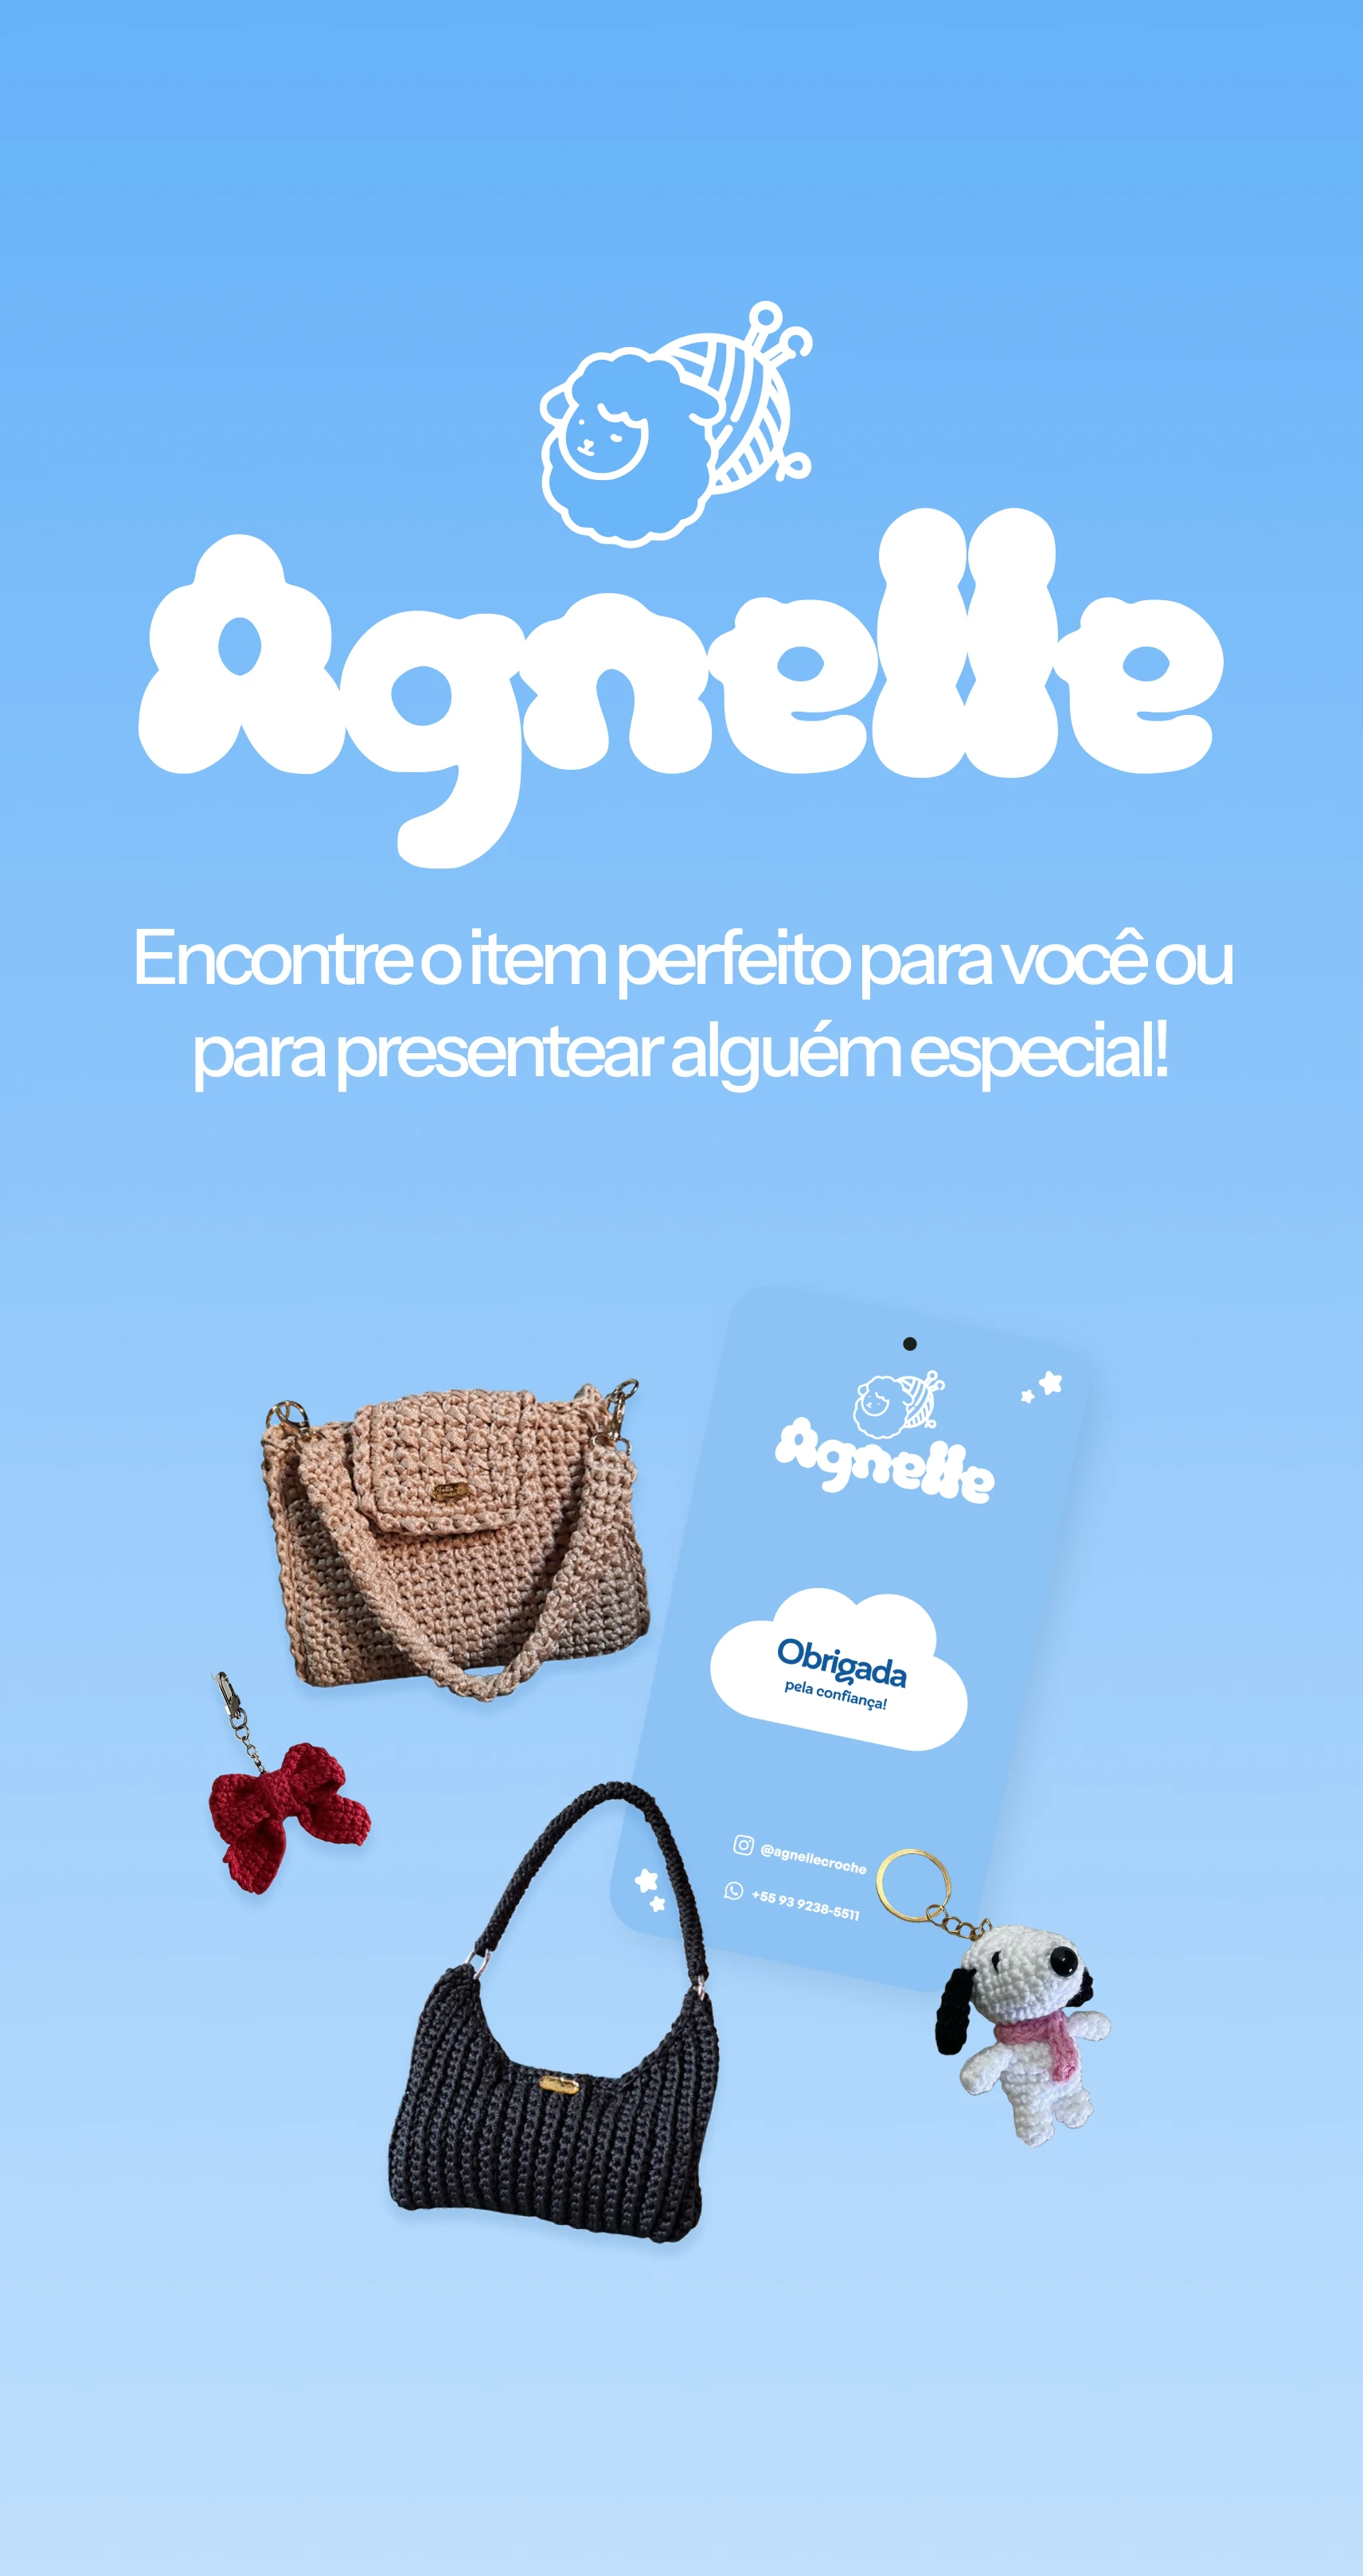 Agnelle
Encontre o item perfeito para você ou
para presentear alguém especial!
Agnelle
Obrigada
pela confiança!
@agnellecroche
+55 93 9238-5511